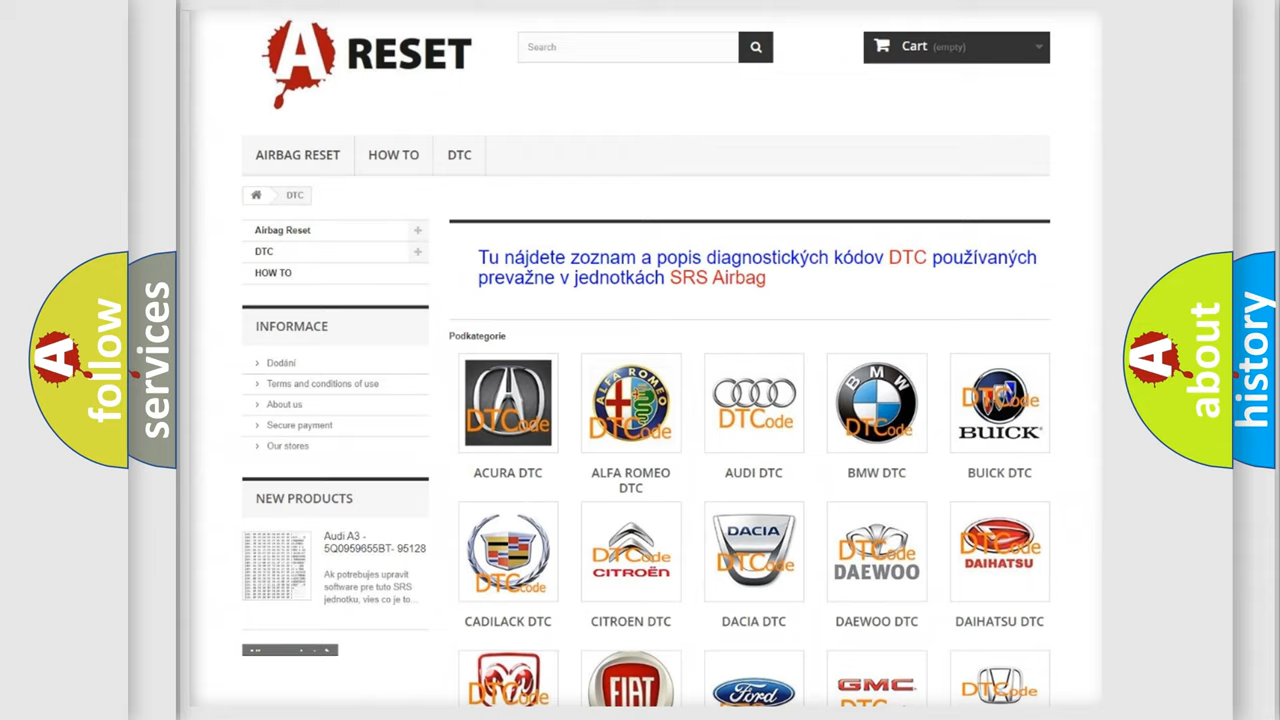 A RESET
Search
Cart (empty)
AIRBAG RESET
HOW TO
DTC
DTC
Airbag Reset
DTC
HOW TO
Tu nájdete zoznam a popis diagnostických kódov DTC používaných
prevažne v jednotkách SRS Airbag
INFORMACE
Dodání
Terms and conditions of use
About us
Secure payment
Our stores
NEW PRODUCTS
Audi A3 -
5Q0959655BT- 95128
Ak potrebujes upravit
software pre tuto SRS
jednotku, vies co je to...
Podkategorie
DTCode
ALFA ROMEO
DTCode
DTCode
BMW
DTCode
DTCode
BUICK
ACURA DTC
ALFA ROMEO
DTC
AUDI DTC
BMW DTC
BUICK DTC
DTCode
DTCode
CITROËN
DACIA
DTCode
DTCode
DAEWOO
DTCode
DAIHATSU
CADILACK DTC
CITROEN DTC
DACIA DTC
DAEWOO DTC
DAIHATSU DTC
DTCode
FIAT
Ford
GMC
DTCode
A follow
services
A about
history